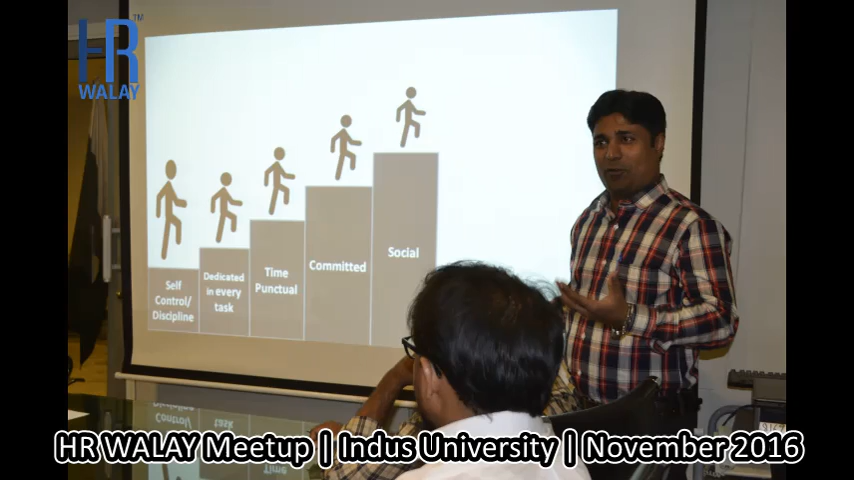 HR™
WALAY
Self
Control/
Discipline
Dedicated
in every
task
Time
Punctual
Committed
Social
HR WALAY Meetup | Indus University | November 2016